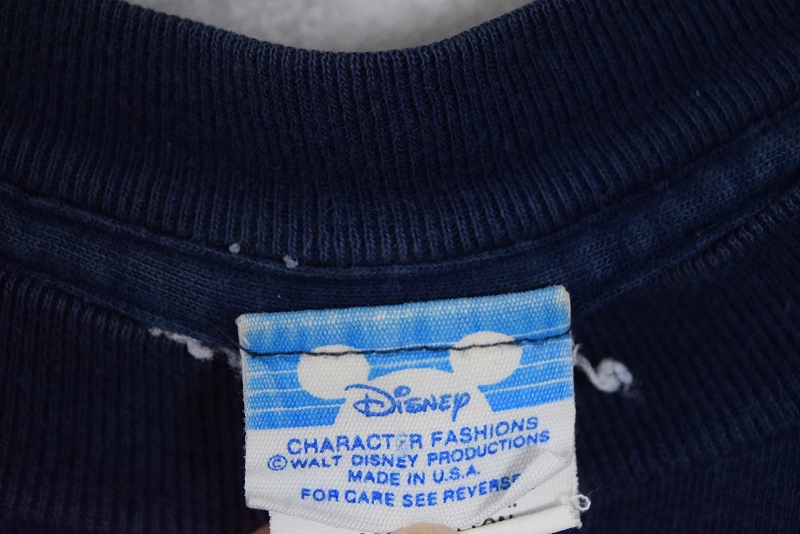 Disney
CHARACTER FASHIONS
©WALT DISNEY PRODUCTIONS
MADE IN U.S.A.
FOR CARE SEE REVERSE